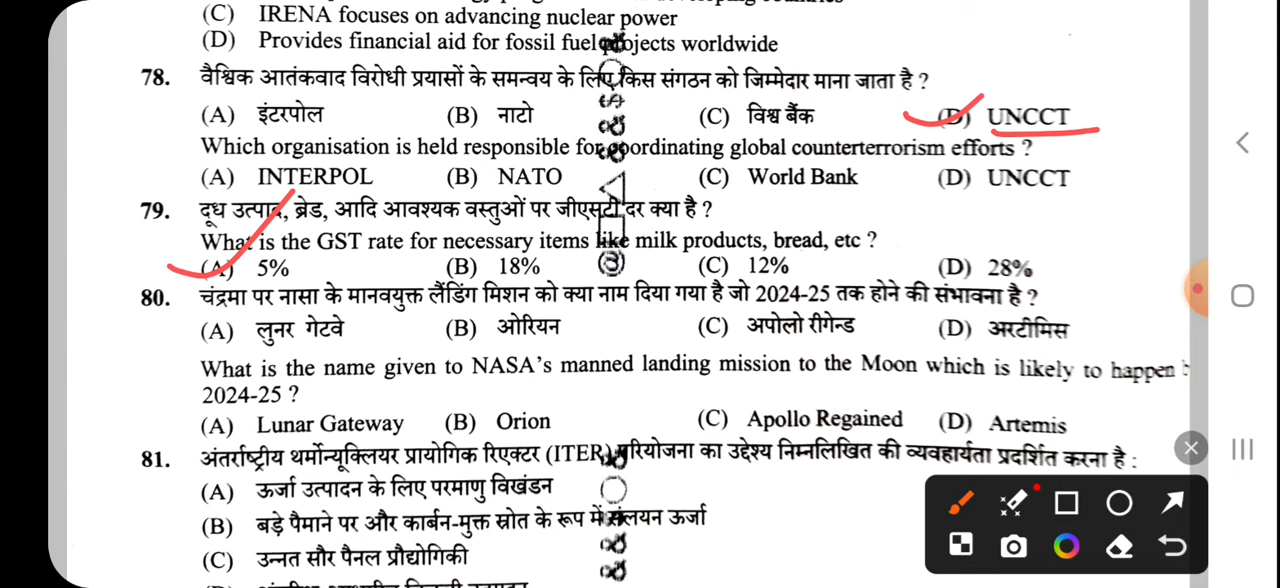 (C) IRENA focuses on advancing nuclear power
(D) Provides financial aid for fossil fuel projects worldwide
78. वैश्विक आतंकवाद विरोधी प्रयासों के समन्वय के लिए किस संगठन को जिम्मेदार माना जाता है ?
(A) इंटरपोल (B) नाटो (C) विश्व बैंक (D) UNCCT
Which organisation is held responsible for coordinating global counterterrorism efforts ?
(A) INTERPOL (B) NATO (C) World Bank (D) UNCCT
79. दूध उत्पाद, ब्रेड, आदि आवश्यक वस्तुओं पर जीएसटी दर क्या है ?
What is the GST rate for necessary items like milk products, bread, etc ?
(A) 5% (B) 18% (C) 12% (D) 28%
80. चंद्रमा पर नासा के मानवयुक्त लैंडिंग मिशन को क्या नाम दिया गया है जो 2024-25 तक होने की संभावना है ?
(A) लुनर गेटवे (B) ओरियन (C) अपोलो रीगेन्ड (D) अरटीमिस
What is the name given to NASA's manned landing mission to the Moon which is likely to happen
2024-25 ?
(A) Lunar Gateway (B) Orion (C) Apollo Regained (D) Artemis
81. अंतर्राष्ट्रीय थर्मोन्यूक्लियर प्रायोगिक रिएक्टर (ITER) परियोजना का उद्देश्य निम्नलिखित की व्यवहार्यता प्रदर्शित करना है :
(A) ऊर्जा उत्पादन के लिए परमाणु विखंडन
(B) बड़े पैमाने पर और कार्बन-मुक्त स्रोत के रूप में संलयन ऊर्जा
(C) उन्नत सौर पैनल प्रौद्योगिकी